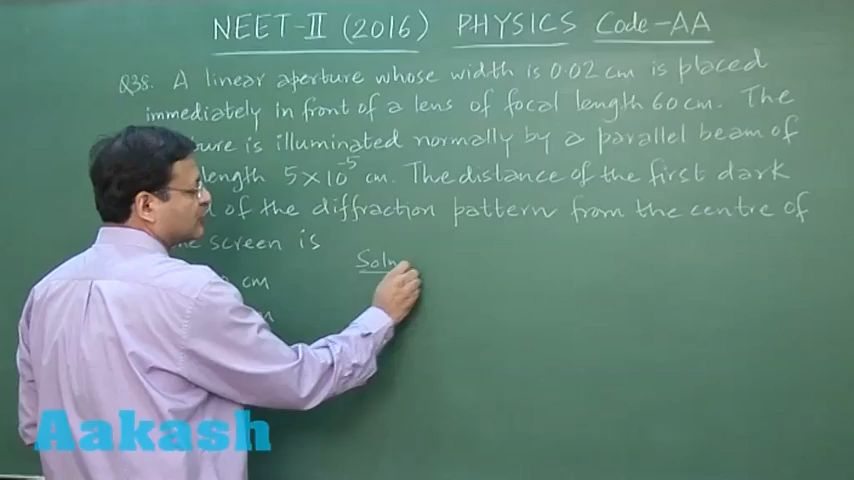 NEET-II (2016) PHYSICS Code-AA
Q38. A linear aperture whose width is 0.02 cm is placed
immediately in front of a lens of focal length 60 cm. The
is illuminated normally by a parallel beam of
5×10⁻⁵ cm. The distance of the first dark
of the diffraction pattern from the centre of
screen is
cm
Soln
Aakash